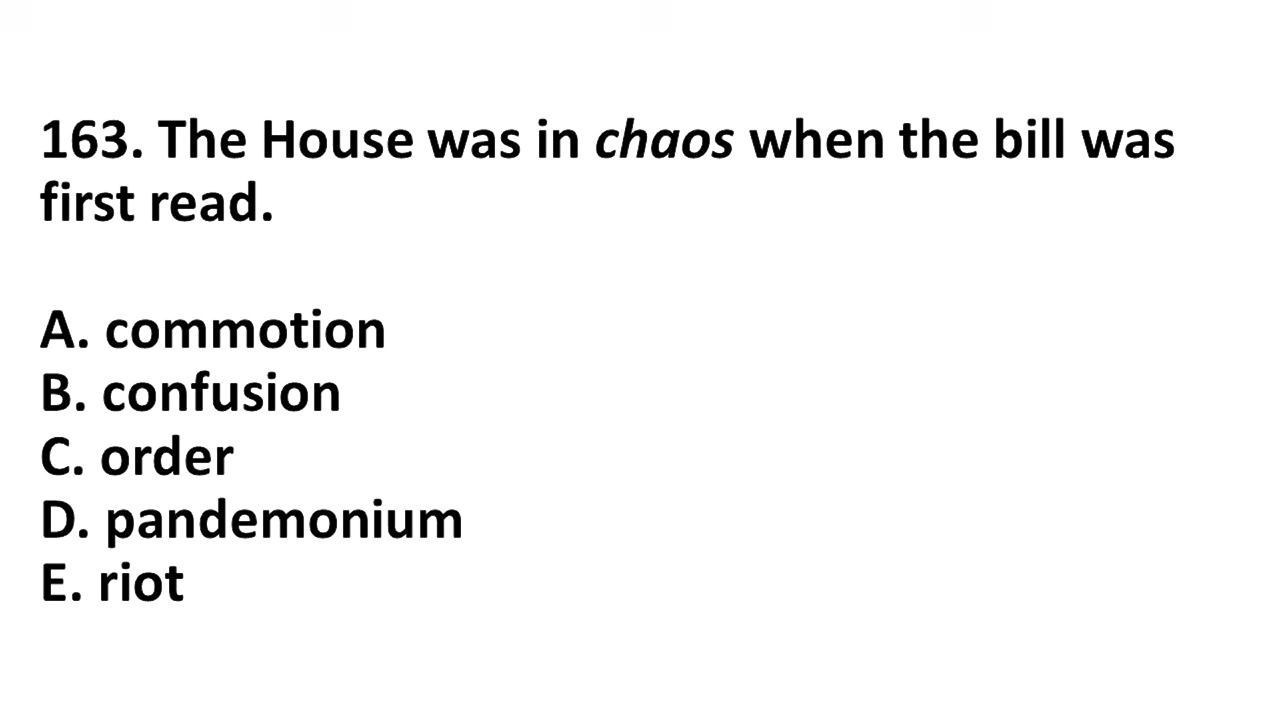 163. The House was in chaos when the bill was
first read.
A. commotion
B. confusion
C. order
D. pandemonium
E. riot